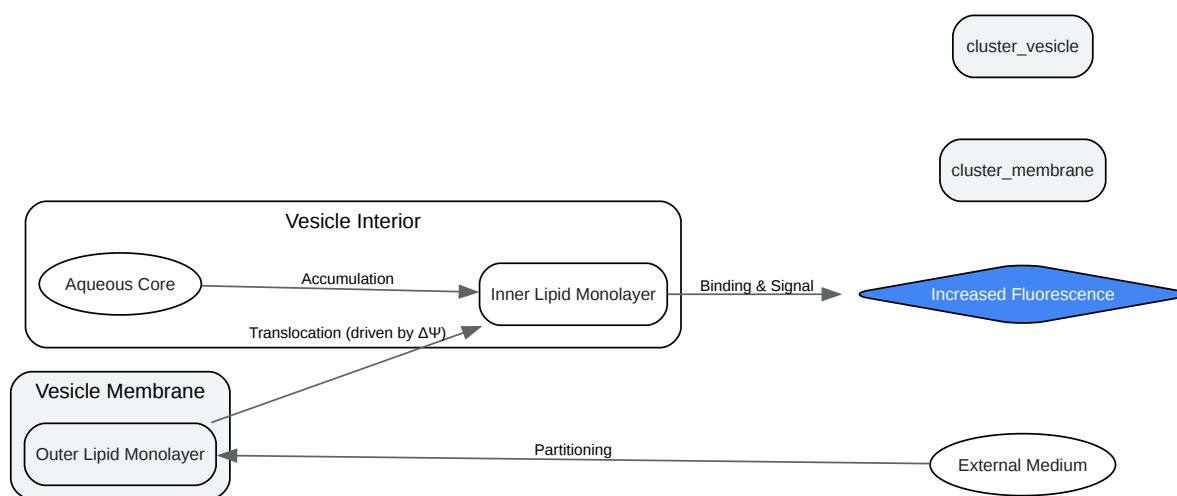 cluster_vesicle
cluster_membrane
Vesicle Interior
Aqueous Core
Accumulation
Inner Lipid Monolayer
Binding & Signal
Increased Fluorescence
Translocation (driven by ΔΨ)
Vesicle Membrane
Outer Lipid Monolayer
Partitioning
External Medium